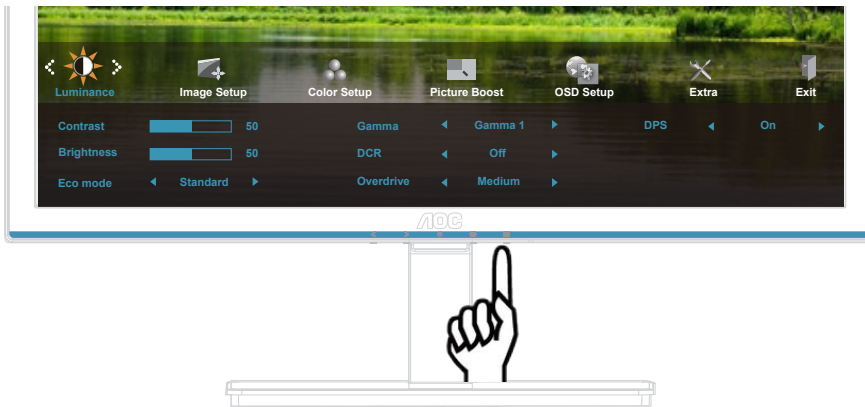 Luminance Image Setup Color Setup Picture Boost OSD Setup Extra Exit
Contrast 50 Gamma Gamma 1 DPS On
Brightness 50 DCR Off
Eco mode Standard Overdrive Medium
AOC